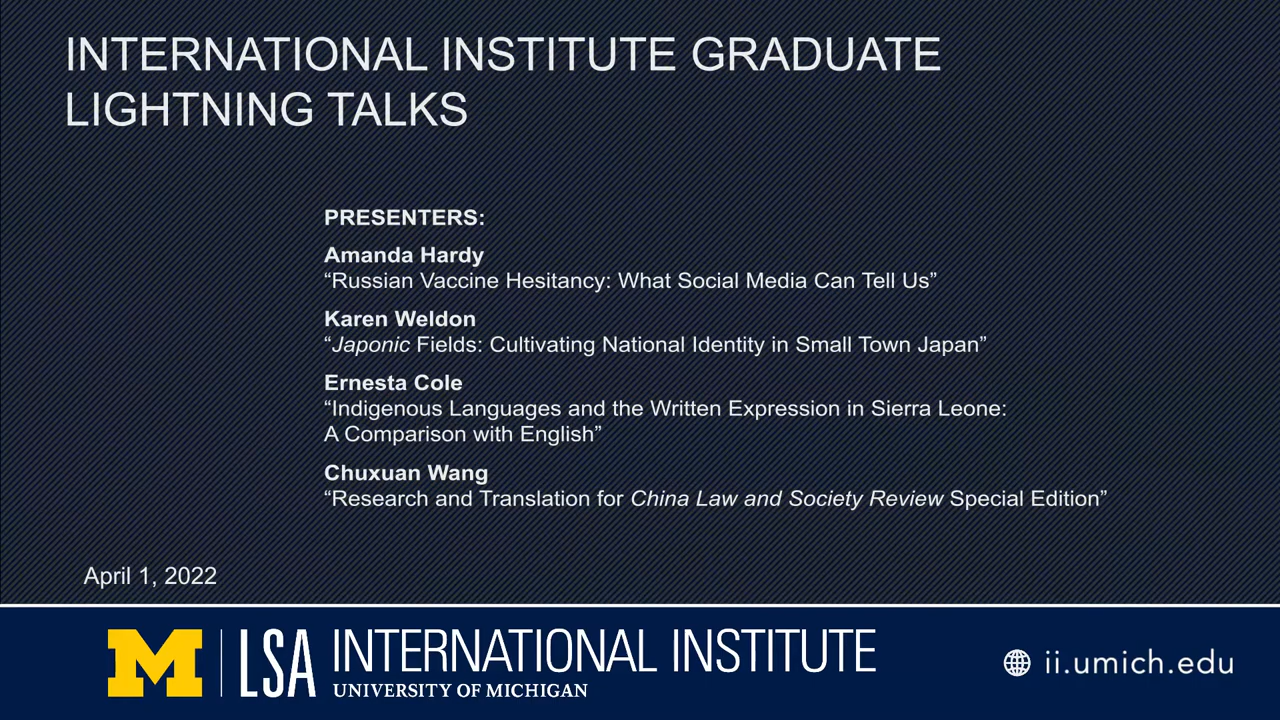 INTERNATIONAL INSTITUTE GRADUATE
LIGHTNING TALKS
PRESENTERS:
Amanda Hardy
“Russian Vaccine Hesitancy: What Social Media Can Tell Us”
Karen Weldon
“Japonic Fields: Cultivating National Identity in Small Town Japan”
Ernesta Cole
“Indigenous Languages and the Written Expression in Sierra Leone:
A Comparison with English”
Chuxuan Wang
“Research and Translation for China Law and Society Review Special Edition”
April 1, 2022
M LSA INTERNATIONAL INSTITUTE
UNIVERSITY OF MICHIGAN
ii.umich.edu